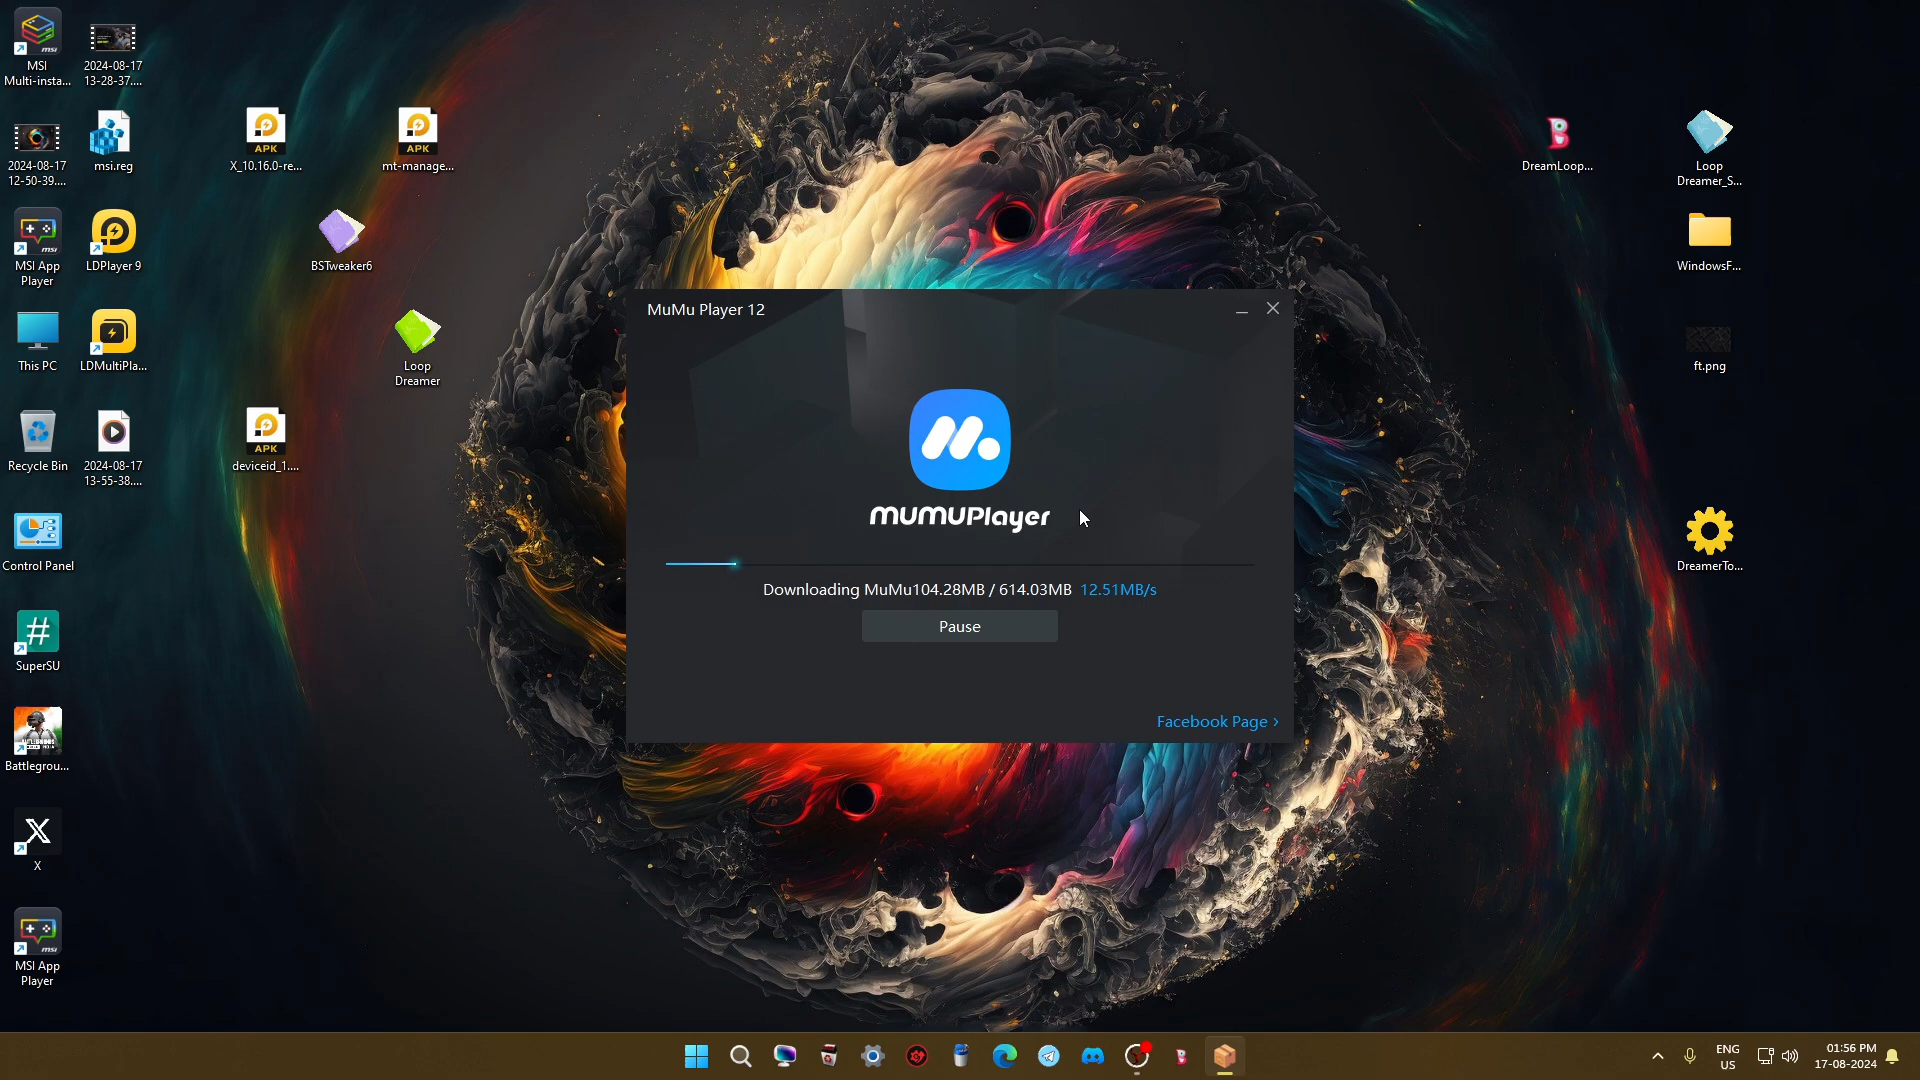 MSI
Multi-insta...
2024-08-17
13-28-37....
2024-08-17
12-50-39....
msi.reg
APK
X_10.16.0-re...
APK
mt-manage...
DreamLoop...
Loop
Dreamer_S...
MSI App
Player
LDPlayer 9
BSTweaker6
WindowsF...
This PC
LDMultiPla...
Loop
Dreamer
ft.png
Recycle Bin
2024-08-17
13-55-38....
APK
deviceid_1....
Control Panel
DreamerTo...
SuperSU
Battlegrou...
X
MSI App
Player
MuMu Player 12
MUMUPlayer
Downloading MuMu104.28MB / 614.03MB 12.51MB/s
Pause
Facebook Page ›
ENG
US
01:56 PM
17-08-2024